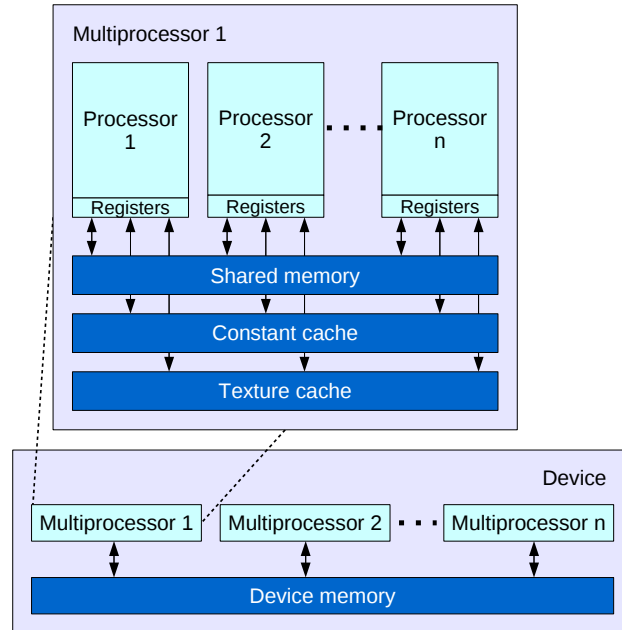 Multiprocessor 1
Processor
1
Processor
2
Processor
n
Registers
Registers
Registers
Shared memory
Constant cache
Texture cache
Device
Multiprocessor 1
Multiprocessor 2
Multiprocessor n
Device memory